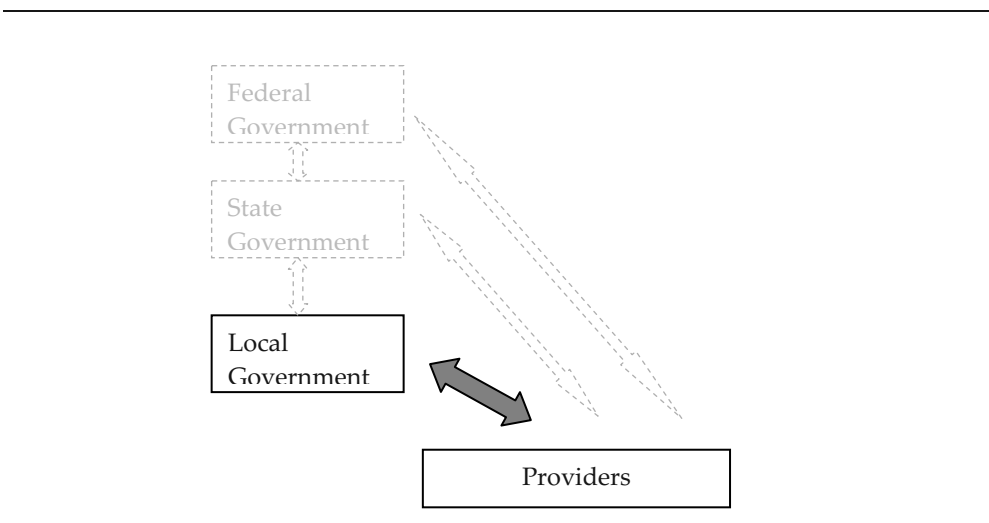 Federal
Government
State
Government
Local
Government
Providers